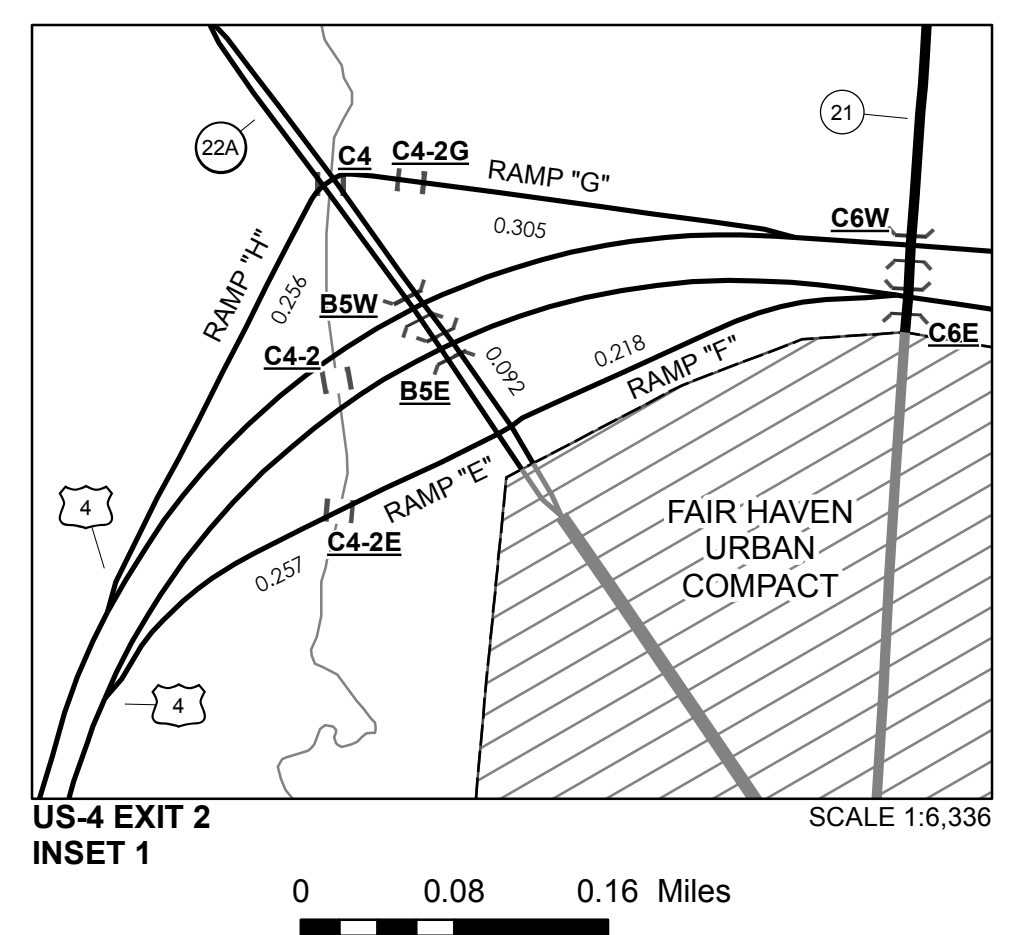 22A
C4
C4-2G
RAMP "G"
21
0.305
C6W
RAMP "H"
0.256
B5W
C4-2
B5E
0.092
0.218
RAMP "F"
C6E
4
RAMP "E"
C4-2E
0.257
FAIR HAVEN
URBAN
COMPACT
4
US-4 EXIT 2
INSET 1
SCALE 1:6,336
0 0.08 0.16 Miles